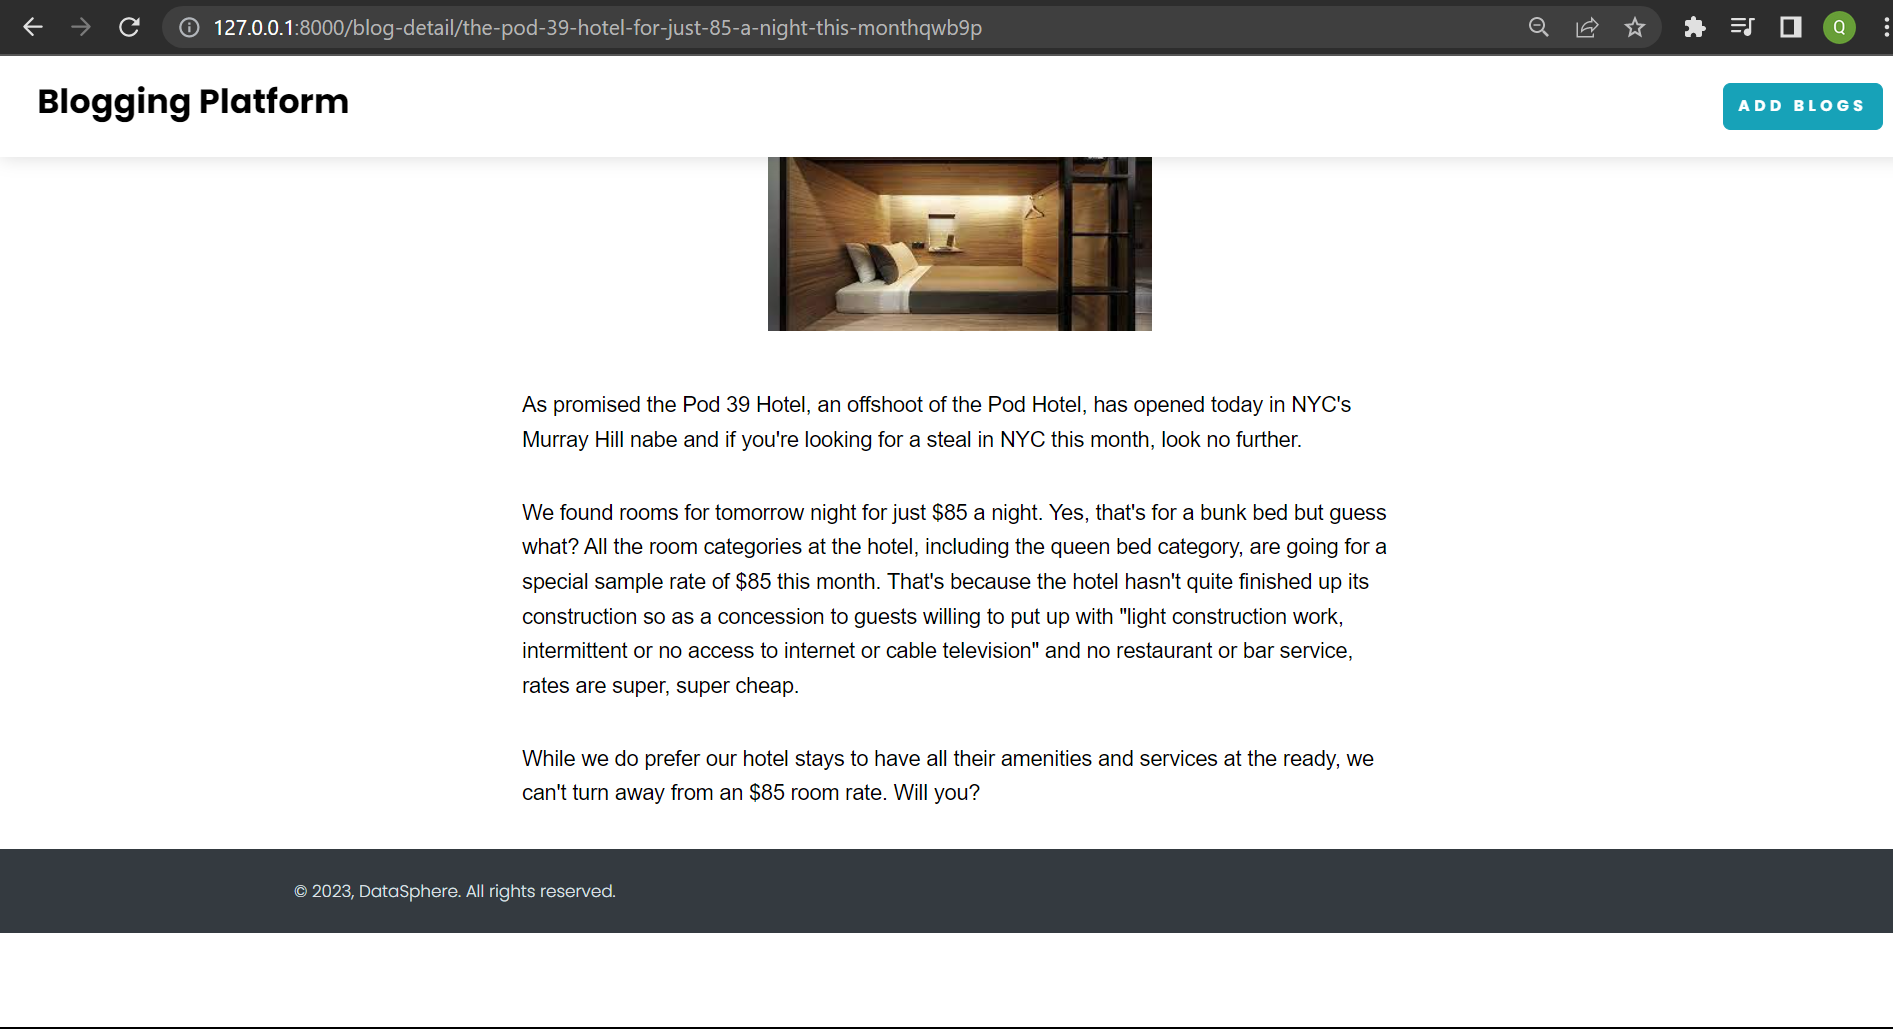 127.0.0.1:8000/blog-detail/the-pod-39-hotel-for-just-85-a-night-this-monthqwb9p
Q
Blogging Platform
ADD BLOGS
As promised the Pod 39 Hotel, an offshoot of the Pod Hotel, has opened today in NYC's
Murray Hill nabe and if you're looking for a steal in NYC this month, look no further.
We found rooms for tomorrow night for just $85 a night. Yes, that's for a bunk bed but guess
what? All the room categories at the hotel, including the queen bed category, are going for a
special sample rate of $85 this month. That's because the hotel hasn't quite finished up its
construction so as a concession to guests willing to put up with "light construction work,
intermittent or no access to internet or cable television" and no restaurant or bar service,
rates are super, super cheap.
While we do prefer our hotel stays to have all their amenities and services at the ready, we
can't turn away from an $85 room rate. Will you?
© 2023, DataSphere. All rights reserved.